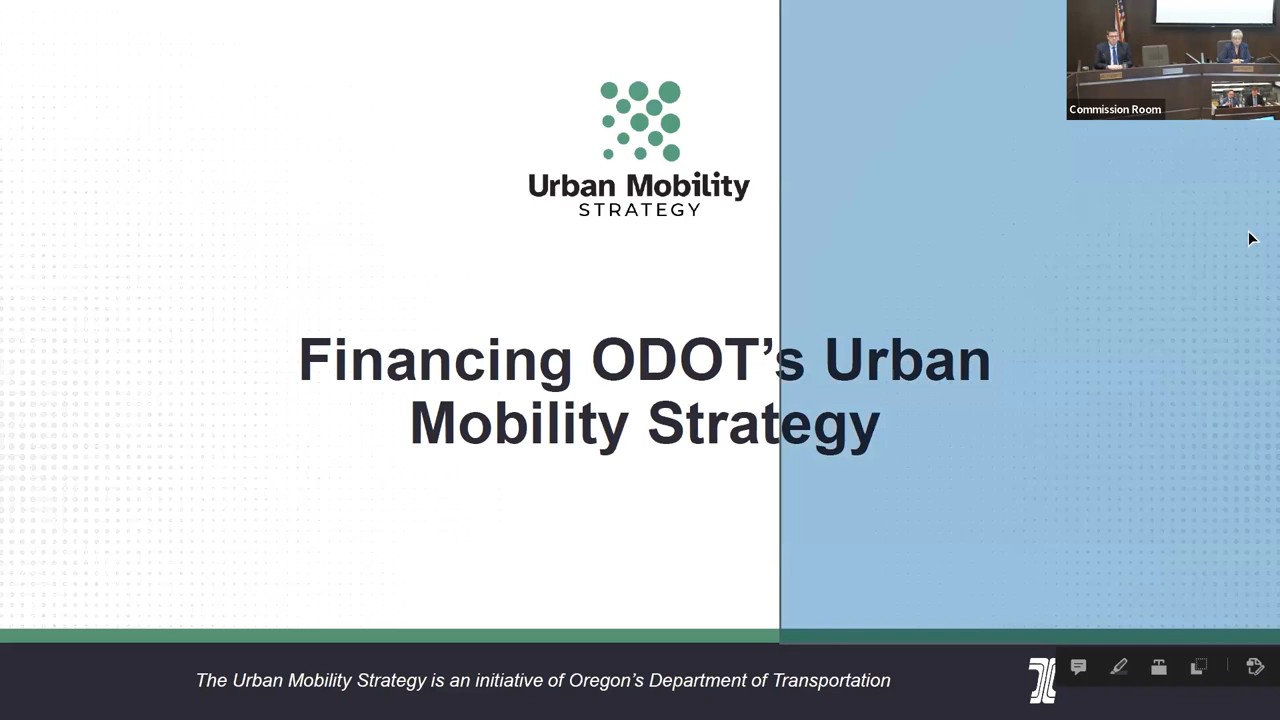 Commission Room
Urban Mobility
STRATEGY
Financing ODOT’s Urban
Mobility Strategy
The Urban Mobility Strategy is an initiative of Oregon’s Department of Transportation